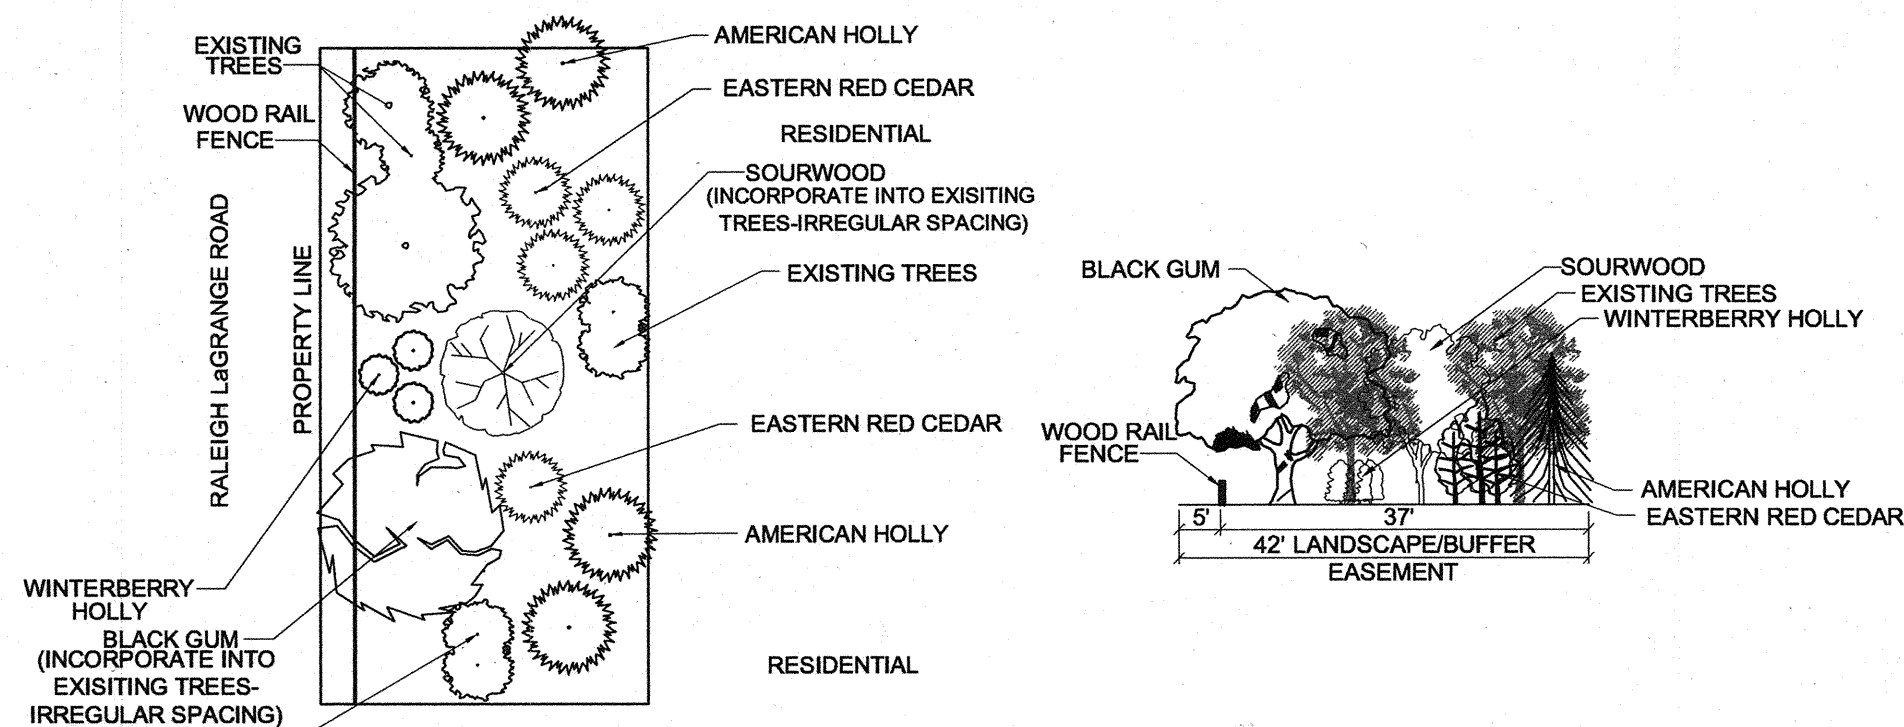 EXISTING
TREES
WOOD RAIL
FENCE
RALEIGH LaGRANGE ROAD
PROPERTY LINE
WINTERBERRY
HOLLY
BLACK GUM
(INCORPORATE INTO
EXISITING TREES-
IRREGULAR SPACING)
AMERICAN HOLLY
EASTERN RED CEDAR
RESIDENTIAL
SOURWOOD
(INCORPORATE INTO EXISITING
TREES-IRREGULAR SPACING)
EXISTING TREES
EASTERN RED CEDAR
AMERICAN HOLLY
RESIDENTIAL
BLACK GUM
SOURWOOD
EXISTING TREES
WINTERBERRY HOLLY
WOOD RAIL
FENCE
AMERICAN HOLLY
EASTERN RED CEDAR
5' 37'
42' LANDSCAPE/BUFFER
EASEMENT